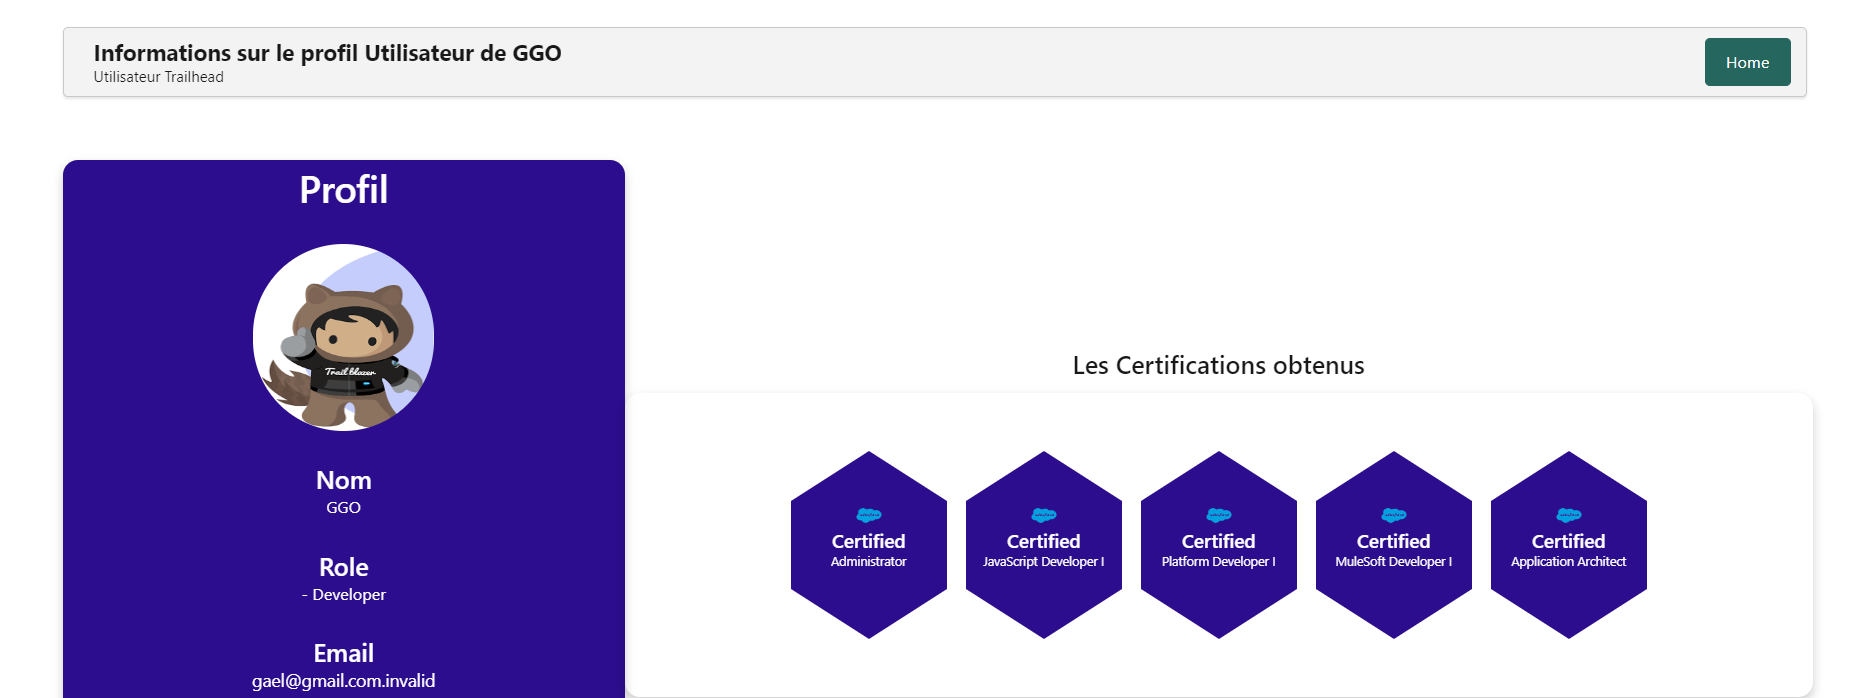 Informations sur le profil Utilisateur de GGO
Utilisateur Trailhead
Home
Profil
Trail blazer
Nom
GGO
Role
- Developer
Email
gael@gmail.com.invalid
Les Certifications obtenus
Certified
Administrator
Certified
JavaScript Developer I
Certified
Platform Developer I
Certified
MuleSoft Developer I
Certified
Application Architect